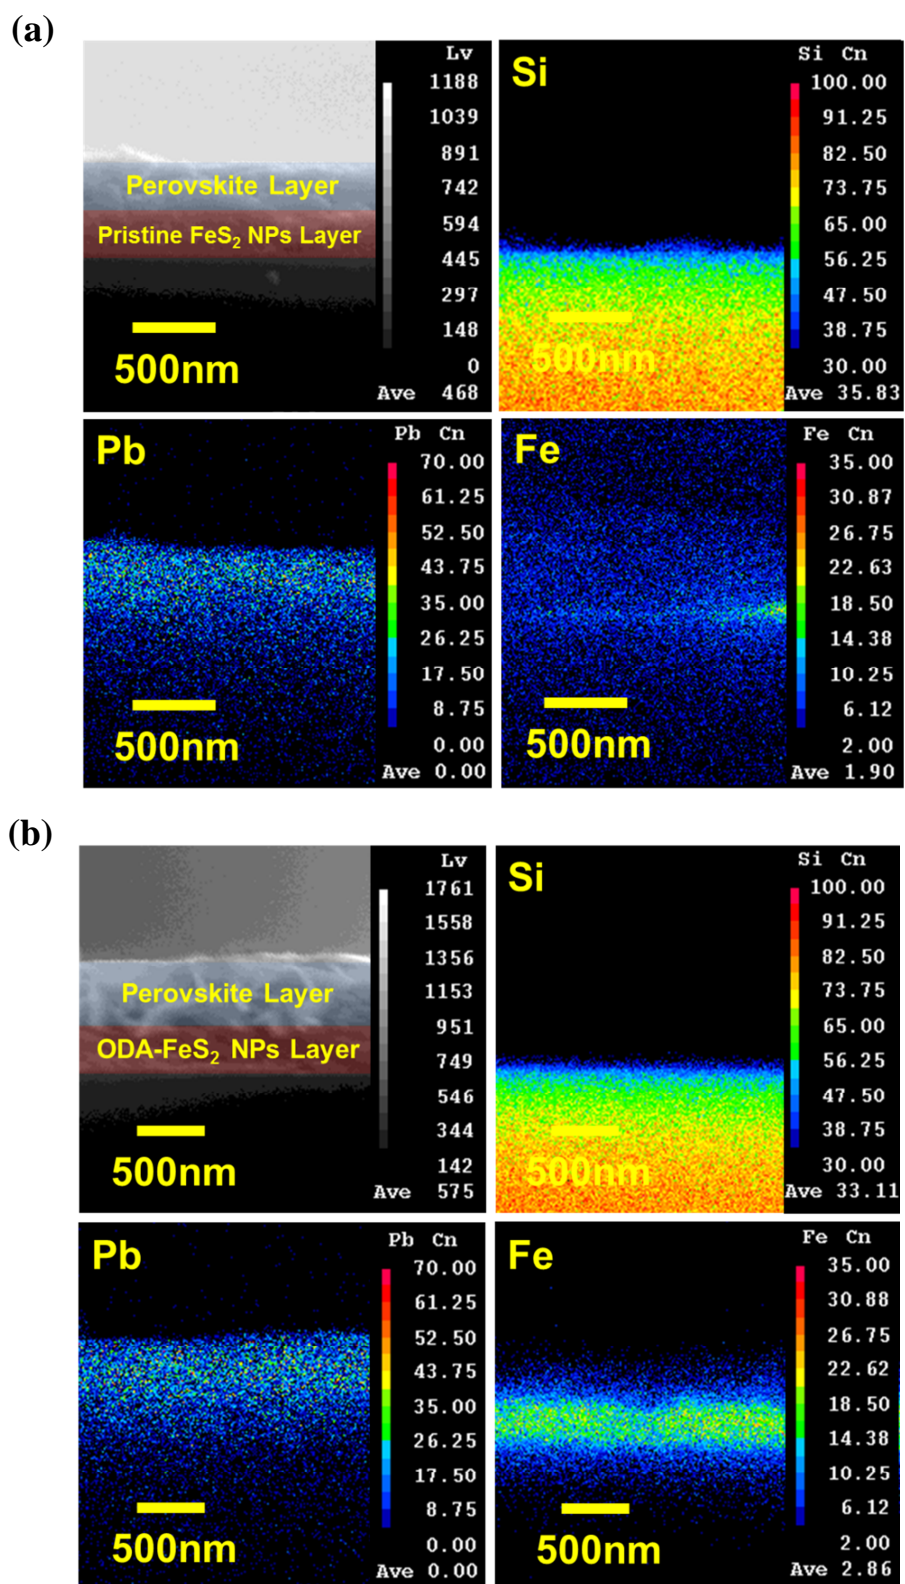 (a)
Perovskite Layer
Pristine FeS₂ NPs Layer
500nm
Lv
1188
1039
891
742
594
445
297
148
0
Ave 468
Si
500nm
Si Cn
100.00
91.25
82.50
73.75
65.00
56.25
47.50
38.75
30.00
Ave 35.83
Pb
500nm
Pb Cn
70.00
61.25
52.50
43.75
35.00
26.25
17.50
8.75
0.00
Ave 0.00
Fe
500nm
Fe Cn
35.00
30.87
26.75
22.63
18.50
14.38
10.25
6.12
2.00
Ave 1.90
(b)
Perovskite Layer
ODA-FeS₂ NPs Layer
500nm
Lv
1761
1558
1356
1153
951
749
546
344
142
Ave 575
Si
500nm
Si Cn
100.00
91.25
82.50
73.75
65.00
56.25
47.50
38.75
30.00
Ave 33.11
Pb
500nm
Pb Cn
70.00
61.25
52.50
43.75
35.00
26.25
17.50
8.75
0.00
Ave 0.00
Fe
500nm
Fe Cn
35.00
30.88
26.75
22.62
18.50
14.38
10.25
6.12
2.00
Ave 2.86